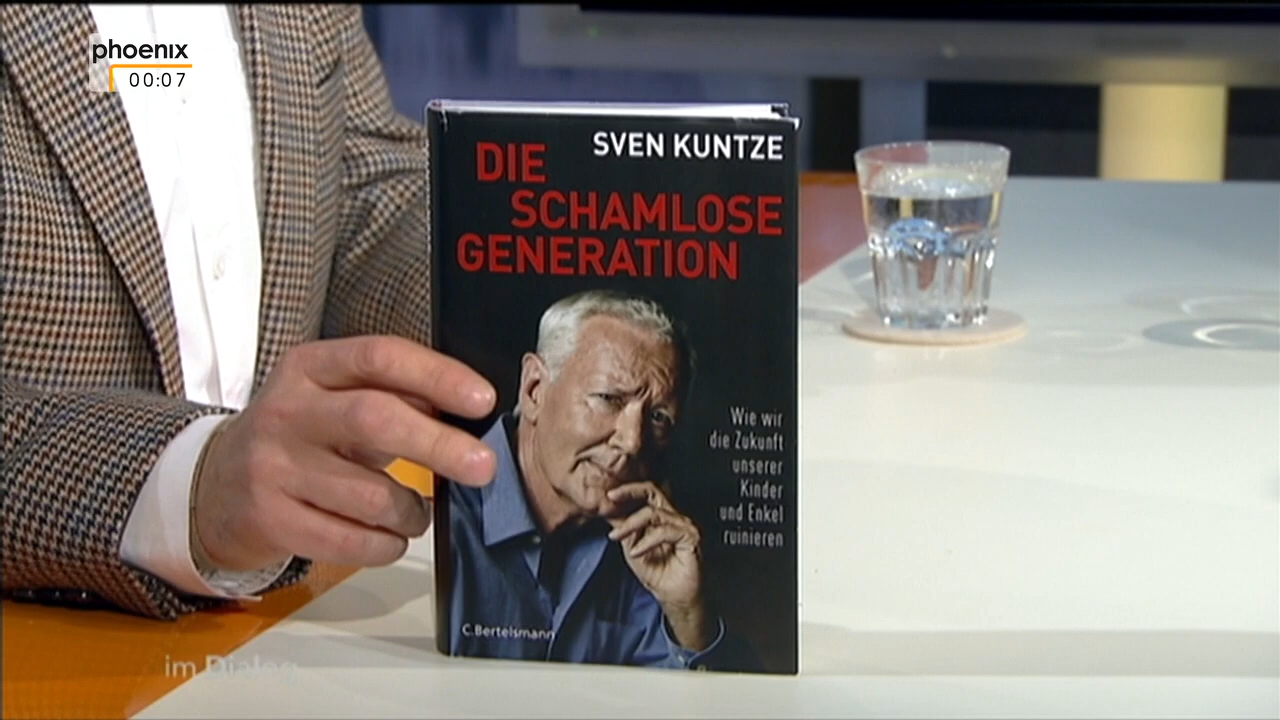 phoenix
00:07
SVEN KUNTZE
DIE
SCHAMLOSE
GENERATION
Wie wir
die Zukunft
unserer
Kinder
und Enkel
ruinieren
C.Bertelsmann
im Dialog